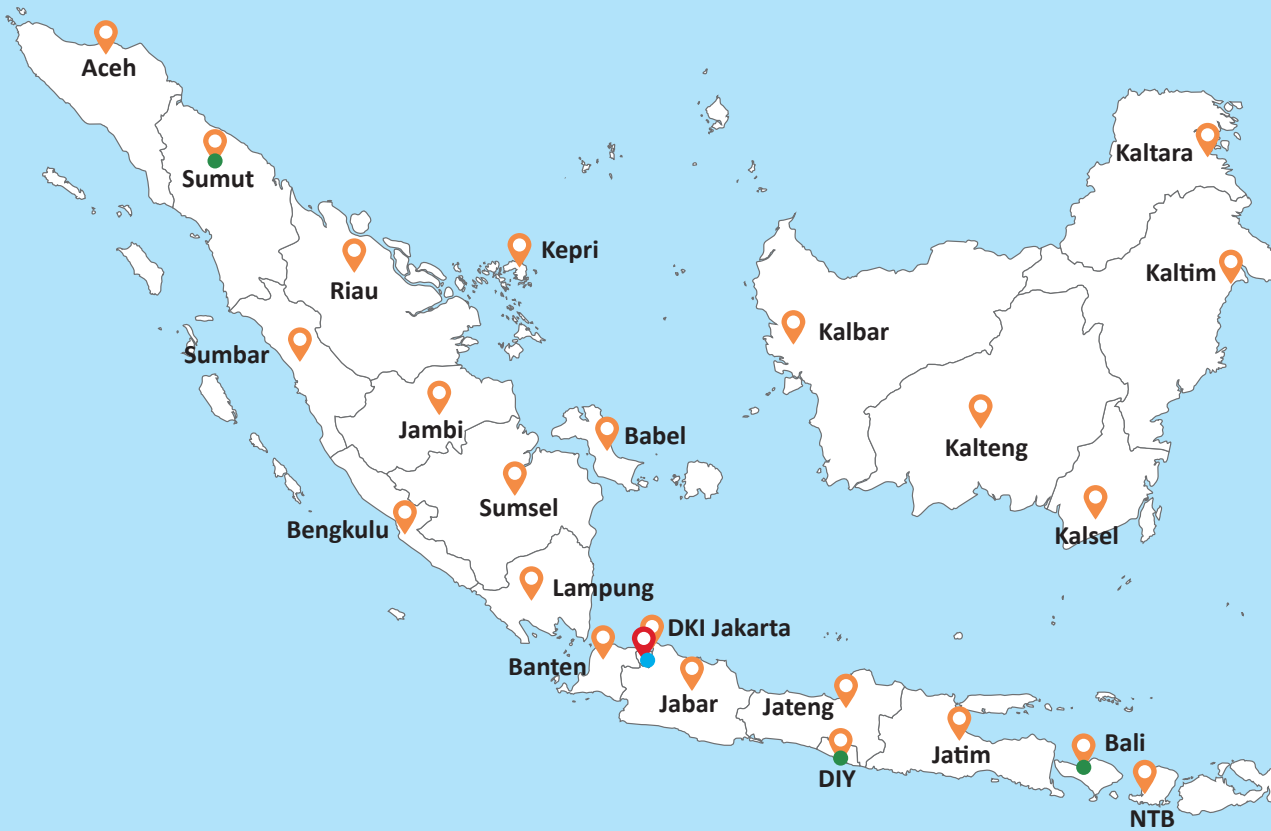 Aceh
Sumut
Kaltara
Kepri
Kaltim
Riau
Kalbar
Sumbar
Jambi
Babel
Kalteng
Sumsel
Bengkulu
Kalsel
Lampung
DKI Jakarta
Banten
Jabar
Jateng
Bali
Jatim
DIY
NTB